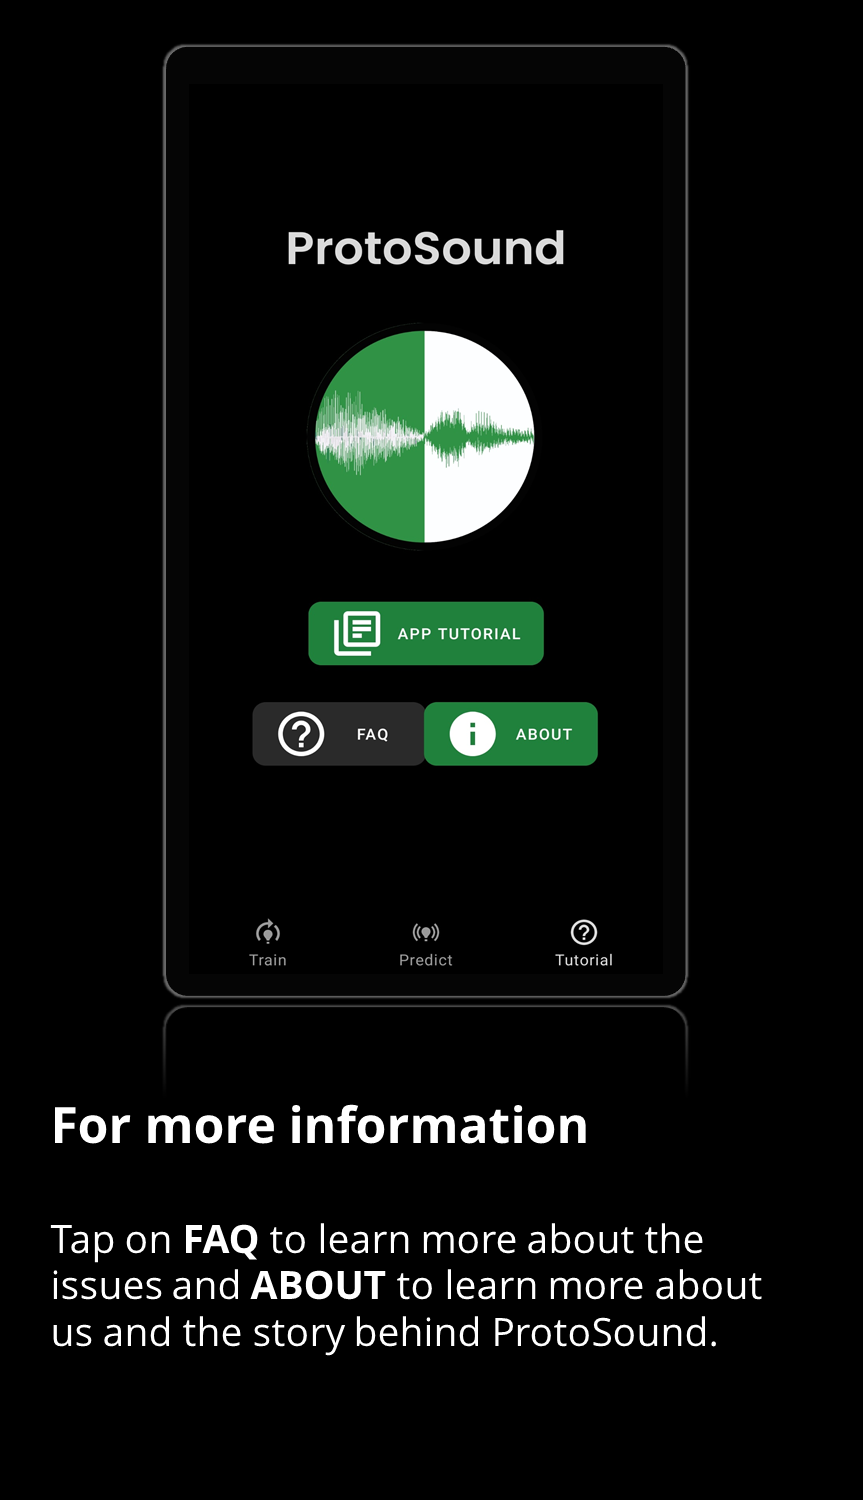 ProtoSound
APP TUTORIAL
FAQ
ABOUT
Train
Predict
Tutorial
For more information
Tap on FAQ to learn more about the
issues and ABOUT to learn more about
us and the story behind ProtoSound.